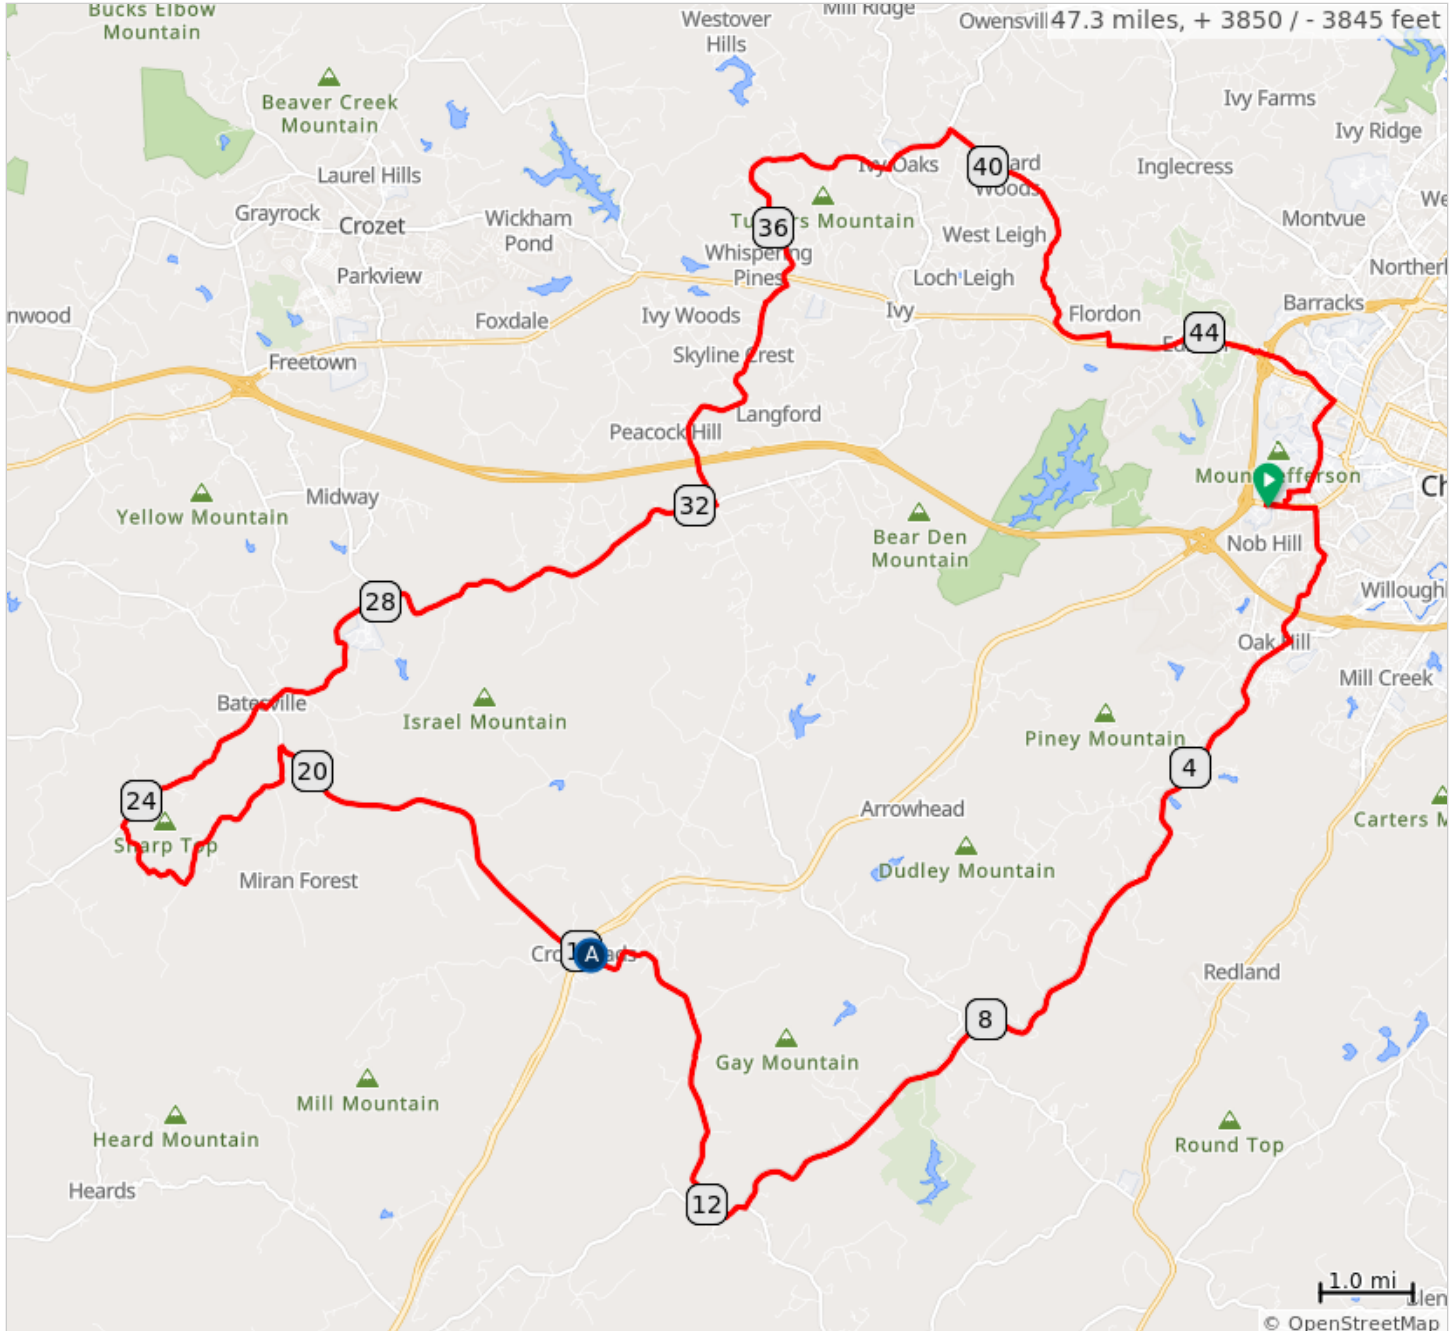 Bucks Elbow
Mountain
Westover
Hills
Mill Ridge
47.3 miles, + 3850 / - 3845 feet
Beaver Creek
Mountain
Ivy Farms
Ivy Ridge
Laurel Hills
Ivy Oaks
40
Inglecress
Grayrock
Crozet
Wickham
Pond
36
Mountain
West Leigh
Montvue
Whispering
Pines
Parkview
Loch Leigh
Foxdale
Ivy Woods
Ivy
Flordon
Barracks
44
Freetown
Skyline Crest
Langford
Peacock Hill
Yellow Mountain
Midway
32
Bear Den
Mountain
Nob Hill
28
Oak Hill
Mill Creek
Batesville
Israel Mountain
Piney Mountain
20
4
24
Sharp Top
Arrowhead
Miran Forest
Dudley Mountain
A
Redland
8
Gay Mountain
Mill Mountain
Heard Mountain
Round Top
Heards
12
1.0 mi
© OpenStreetMap